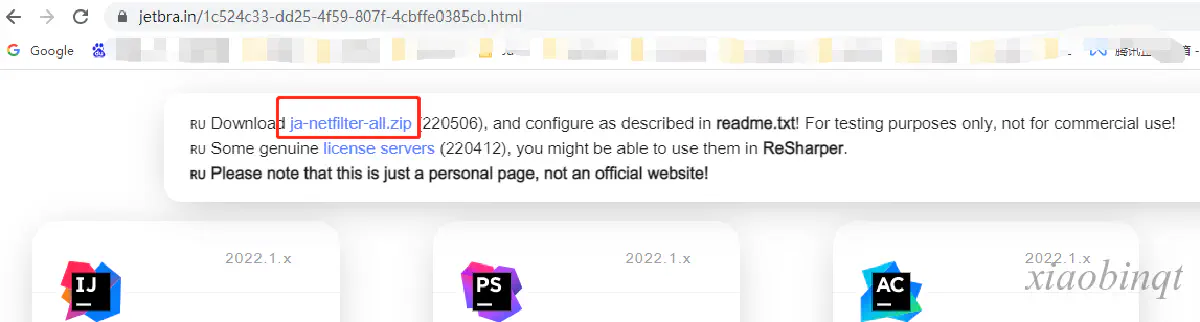 jetbra.in/1c524c33-dd25-4f59-807f-4cbffe0385cb.html
Google
RU Download ja-netfilter-all.zip (220506), and configure as described in readme.txt! For testing purposes only, not for commercial use!
RU Some genuine license servers (220412), you might be able to use them in ReSharper.
RU Please note that this is just a personal page, not an official website!
2022.1.x 2022.1.x 2022.1.x
IJ PS AC
xiaobinqt